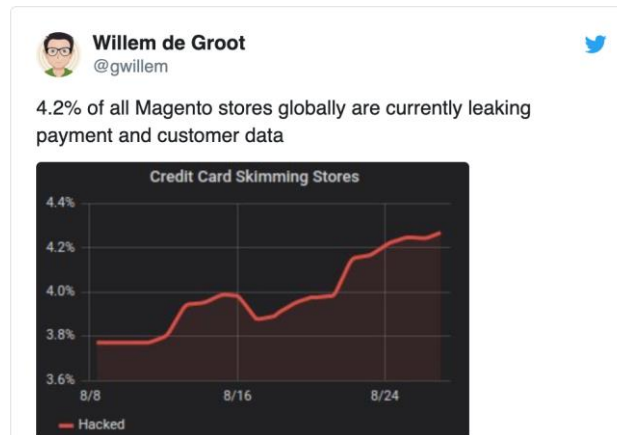 Willem de Groot
@gwillem
4.2% of all Magento stores globally are currently leaking
payment and customer data
Credit Card Skimming Stores
4.4%
4.2%
4.0%
3.8%
3.6%
8/8 8/16 8/24
Hacked